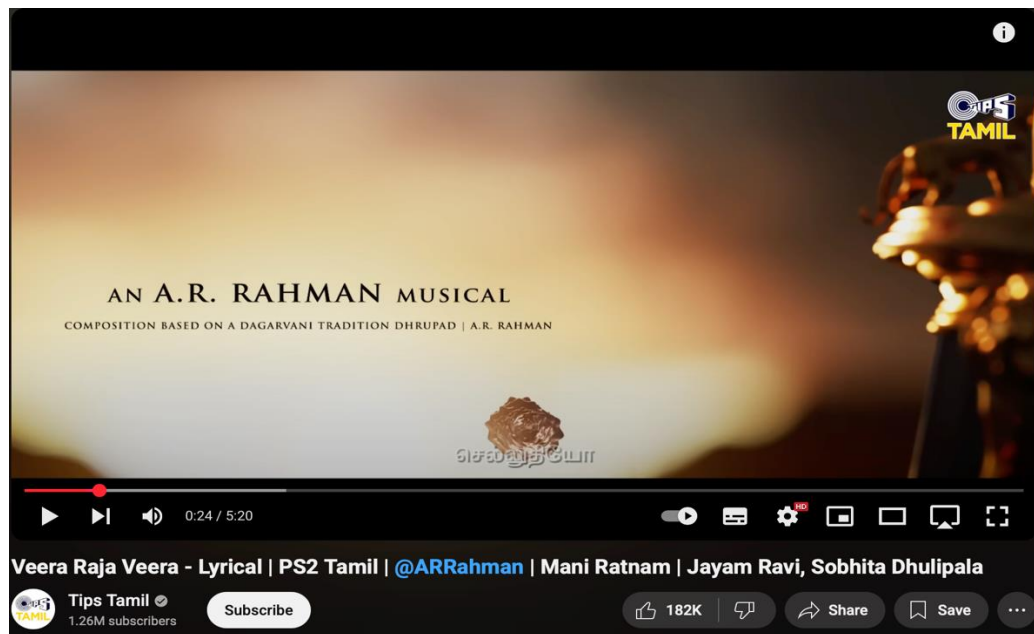 TIPS
TAMIL
AN A.R. RAHMAN MUSICAL
COMPOSITION BASED ON A DAGARVANI TRADITION DHRUPAD | A.R. RAHMAN
செல்லுதியோ
0:24 / 5:20
HD
Veera Raja Veera - Lyrical | PS2 Tamil | @ARRahman | Mani Ratnam | Jayam Ravi, Sobhita Dhulipala
TIPS
TAMIL
Tips Tamil
1.26M subscribers
Subscribe
182K
Share
Save